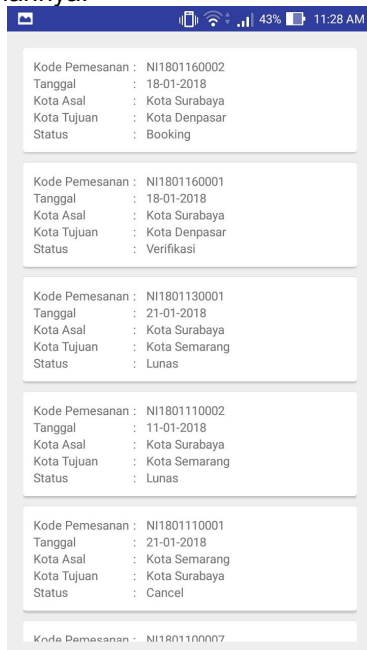 43% 11:28 AM
Kode Pemesanan : NI1801160002
Tanggal : 18-01-2018
Kota Asal : Kota Surabaya
Kota Tujuan : Kota Denpasar
Status : Booking
Kode Pemesanan : NI1801160001
Tanggal : 18-01-2018
Kota Asal : Kota Surabaya
Kota Tujuan : Kota Denpasar
Status : Verifikasi
Kode Pemesanan : NI1801130001
Tanggal : 21-01-2018
Kota Asal : Kota Surabaya
Kota Tujuan : Kota Semarang
Status : Lunas
Kode Pemesanan : NI1801110002
Tanggal : 11-01-2018
Kota Asal : Kota Surabaya
Kota Tujuan : Kota Semarang
Status : Lunas
Kode Pemesanan : NI1801110001
Tanggal : 21-01-2018
Kota Asal : Kota Semarang
Kota Tujuan : Kota Surabaya
Status : Cancel
Kode Pemesanan : NI1801100007